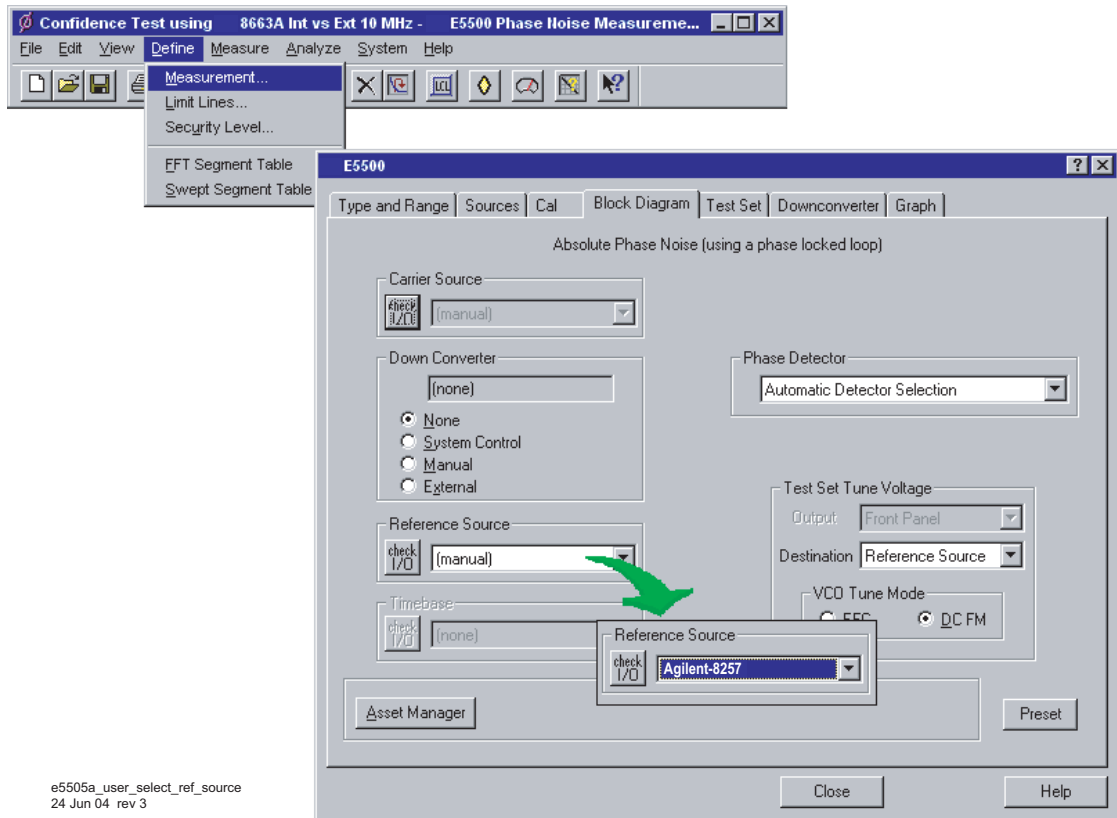 Confidence Test using 8663A Int vs Ext 10 MHz - E5500 Phase Noise Measureme...
File Edit View Define Measure Analyze System Help
Measurement...
Limit Lines...
Security Level...
FFT Segment Table
Swept Segment Table
LCL
E5500
Type and Range Sources Cal Block Diagram Test Set Downconverter Graph
Absolute Phase Noise (using a phase locked loop)
Carrier Source
check I/O (manual)
Down Converter
(none)
None
System Control
Manual
External
Reference Source
check I/O (manual)
Timebase
check I/O (none)
Phase Detector
Automatic Detector Selection
Test Set Tune Voltage
Output Front Panel
Destination Reference Source
VCO Tune Mode
DC FM
Reference Source
check I/O Agilent-8257
Asset Manager
Preset
Close Help
e5505a_user_select_ref_source
24 Jun 04 rev 3